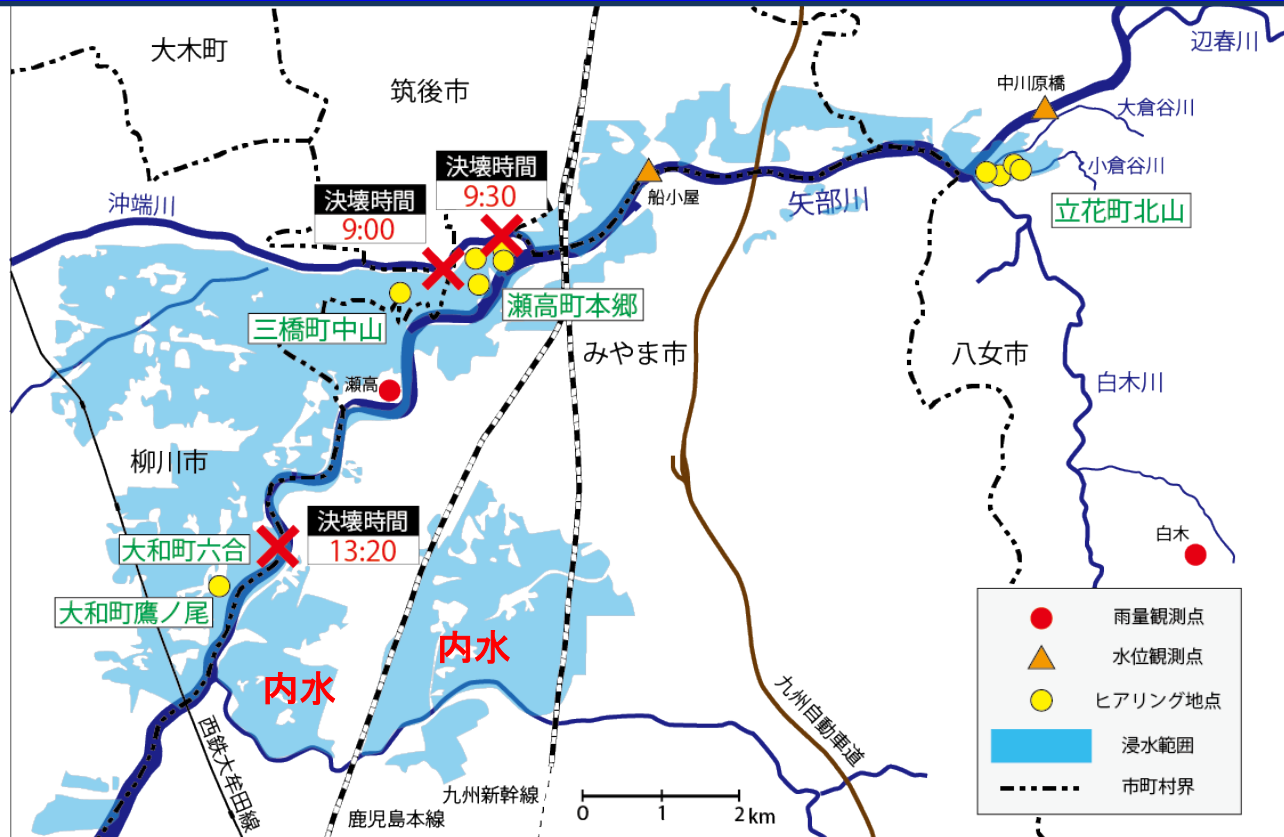 大木町
筑後市
辺春川
中川原橋
大倉谷川
小倉谷川
立花町北山
決壊時間
9:30
決壊時間
9:00
沖端川
船小屋
矢部川
瀬高町本郷
三橋町中山
みやま市
八女市
瀬高
白木川
柳川市
決壊時間
13:20
大和町六合
大和町鷹ノ尾
白木
内水
内水
西鉄大牟田線
鹿児島本線
九州新幹線
九州自動車道
0 1 2 km
雨量観測点
水位観測点
ヒアリング地点
浸水範囲
市町村界